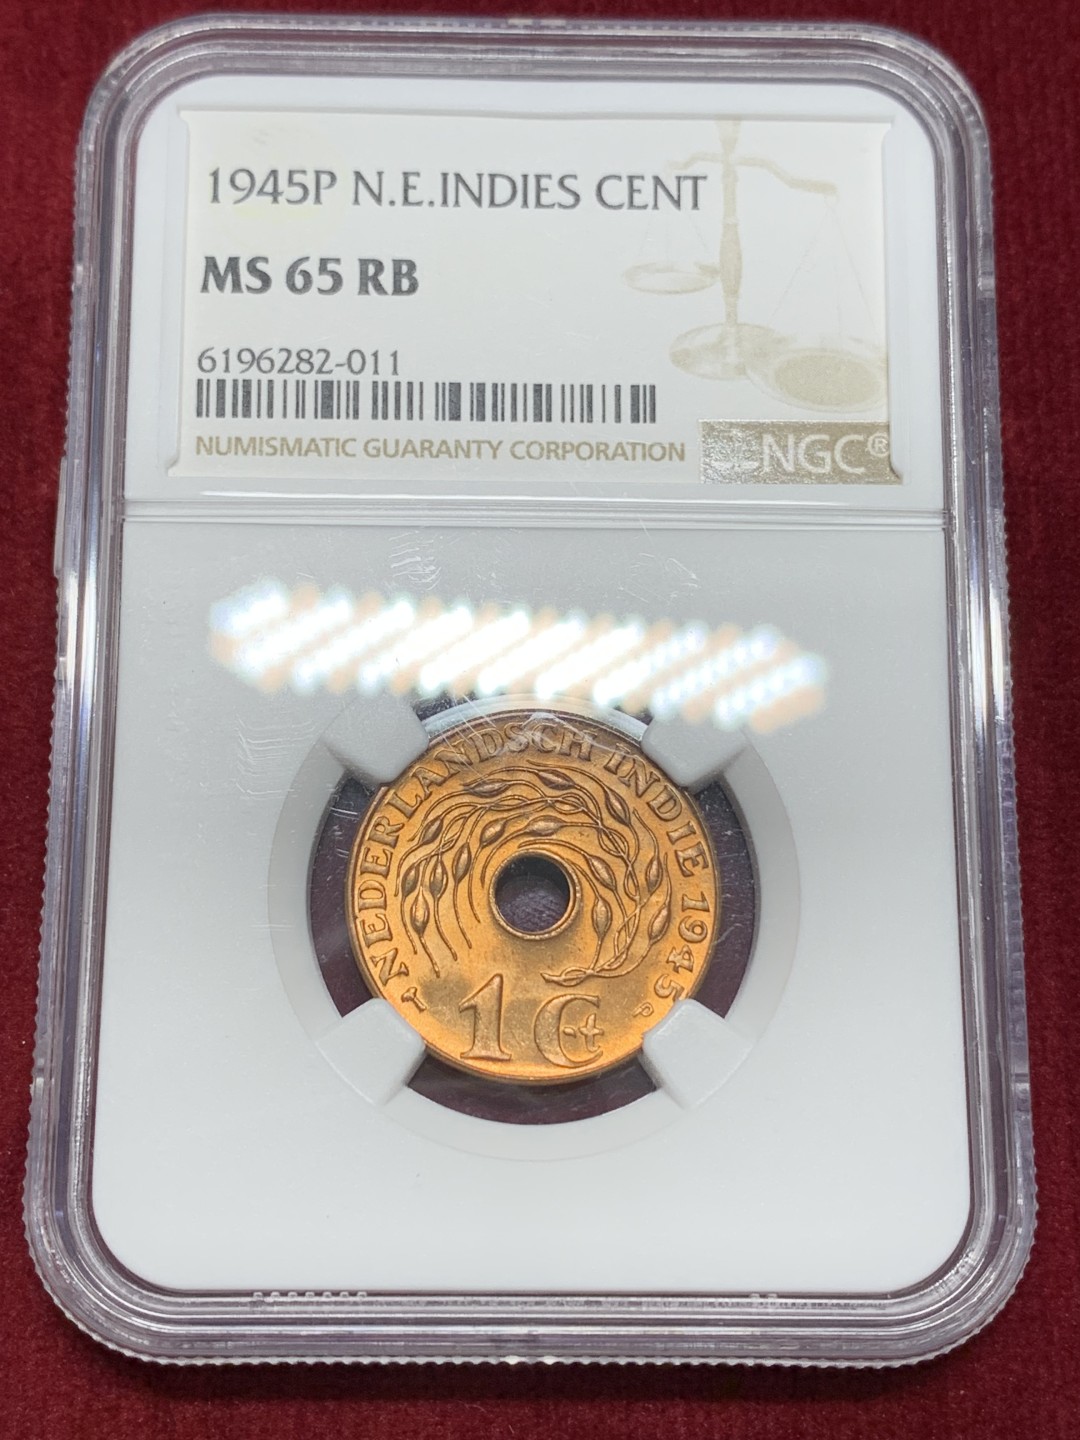 1945P N.E.INDIES CENT
MS 65 RB
6196282-011
NUMISMATIC GUARANTY CORPORATION
NGC®
NEDERLANDSCH INDIE 1945
P
1 Ct